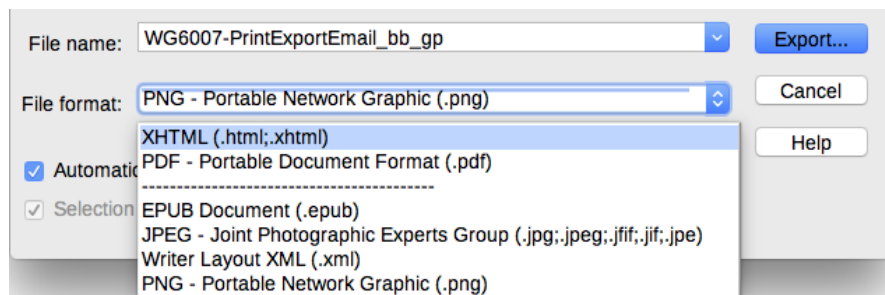 File name: WG6007-PrintExportEmail_bb_gp Export...
File format: PNG - Portable Network Graphic (.png) Cancel
XHTML (.html;.xhtml) Help
PDF - Portable Document Format (.pdf)
Automatic
-----------------------------------------
EPUB Document (.epub)
Selection
JPEG - Joint Photographic Experts Group (.jpg;.jpeg;.jfif;.jif;.jpe)
Writer Layout XML (.xml)
PNG - Portable Network Graphic (.png)